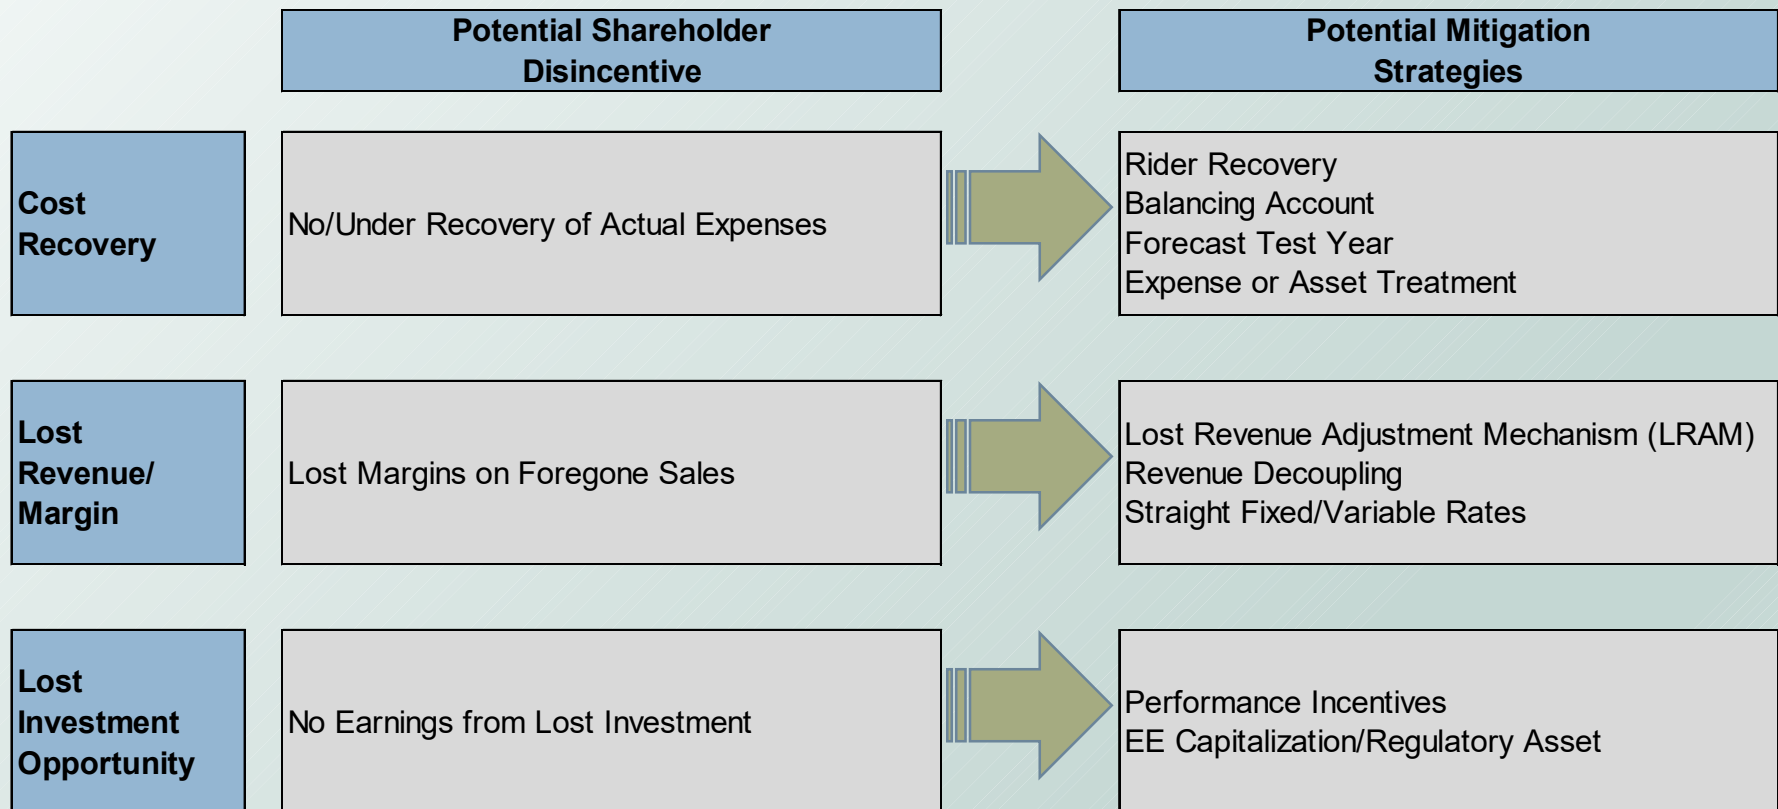 Potential Shareholder
Disincentive
Potential Mitigation
Strategies
Cost
Recovery
No/Under Recovery of Actual Expenses
Rider Recovery
Balancing Account
Forecast Test Year
Expense or Asset Treatment
Lost
Revenue/
Margin
Lost Margins on Foregone Sales
Lost Revenue Adjustment Mechanism (LRAM)
Revenue Decoupling
Straight Fixed/Variable Rates
Lost
Investment
Opportunity
No Earnings from Lost Investment
Performance Incentives
EE Capitalization/Regulatory Asset